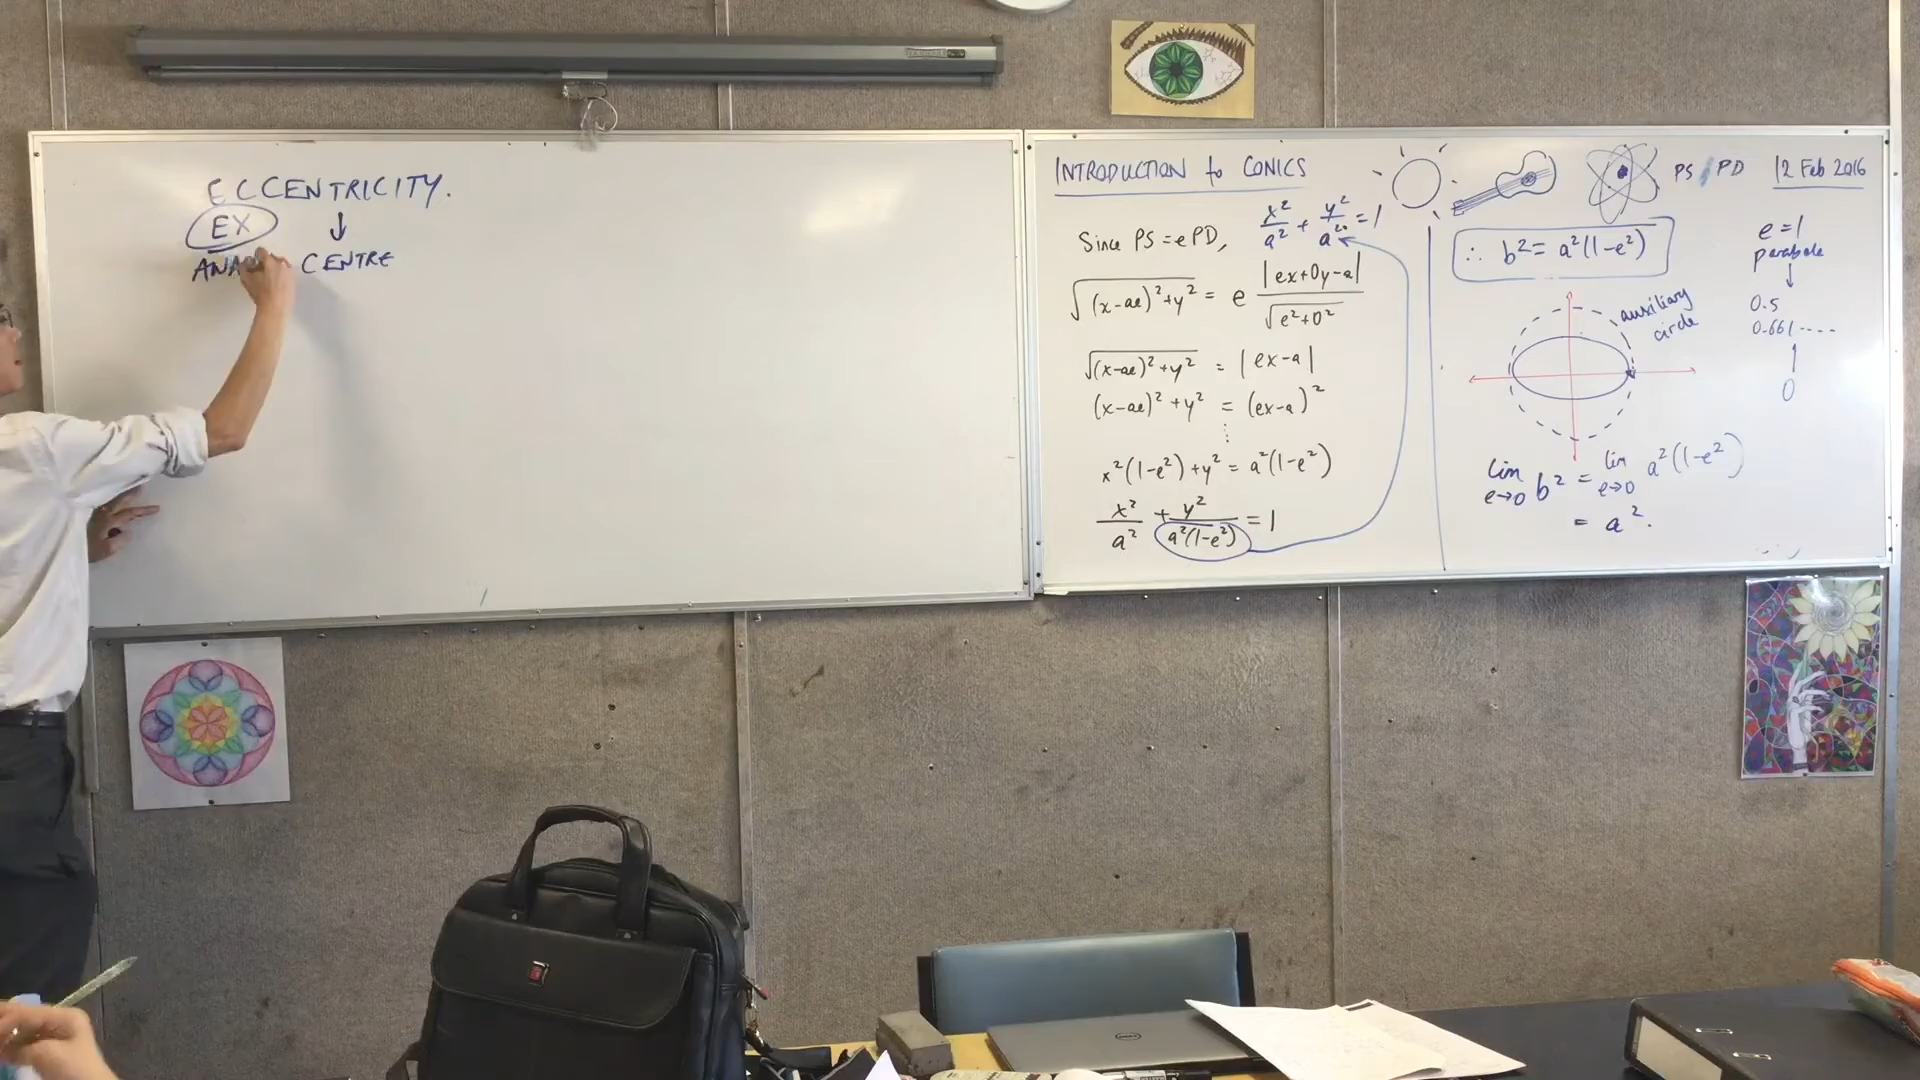 ECCENTRICITY.
EX ↓
CENTRE
INTRODUCTION to CONICS
PS PD 12 Feb 2016
Since PS = ePD,
x²/a² + y²/a² = 1
√((x-ae)²+y²) = e |ex+0y-a| / √(e²+0²)
√((x-ae)²+y²) = |ex-a|
(x-ae)² + y² = (ex-a)²
⋮
x²(1-e²) + y² = a²(1-e²)
x²/a² + y²/a²(1-e²) = 1
∴ b² = a²(1-e²)
auxiliary
circle
lim e→0 b² = lim e→0 a²(1-e²)
= a².
e=1
parabola
↓
0.5
0.661....
↑
0